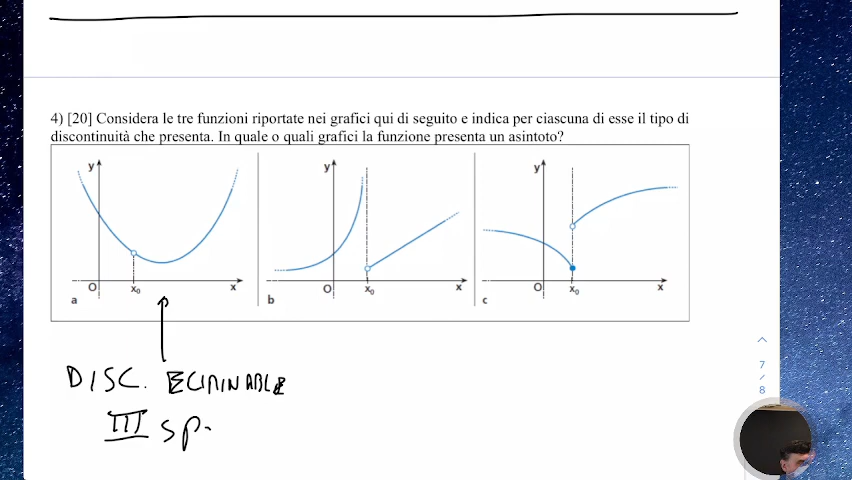 4) [20] Considera le tre funzioni riportate nei grafici qui di seguito e indica per ciascuna di esse il tipo di
discontinuità che presenta. In quale o quali grafici la funzione presenta un asintoto?
y y y
O x₀ x O x₀ x O x₀ x
a b c
DISC. ELIMINABLE
III sp.
7
/
8